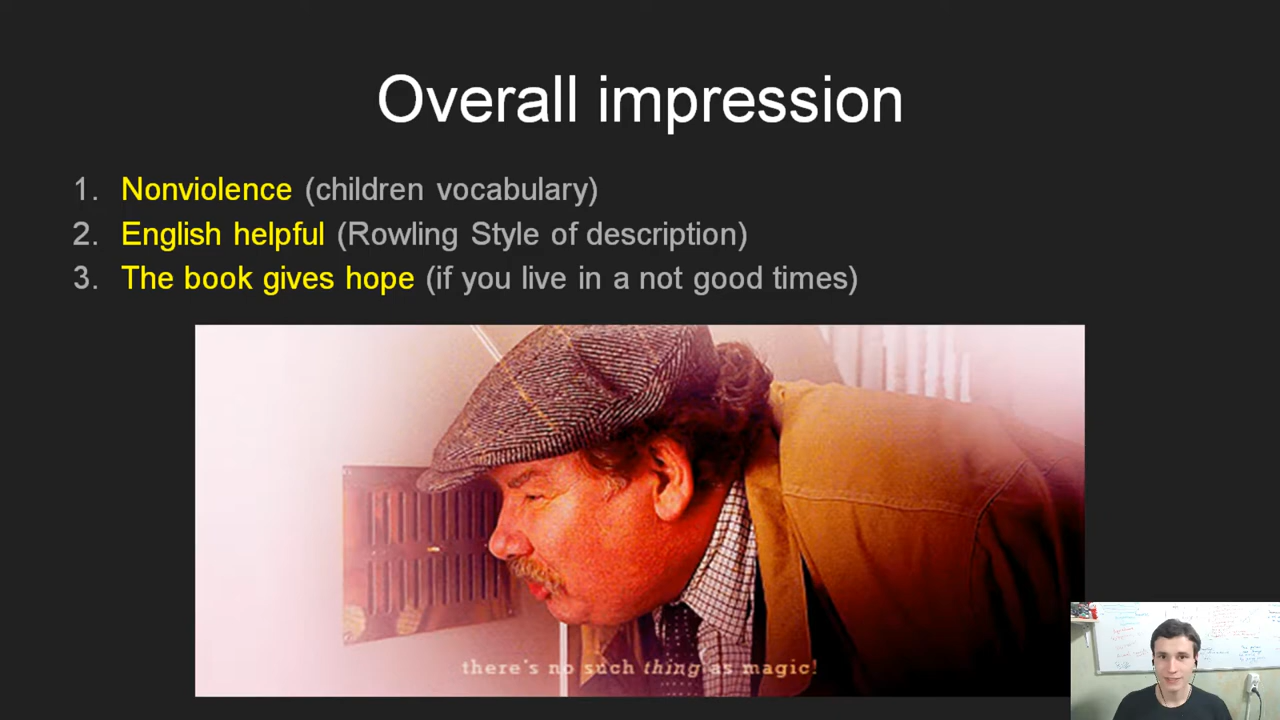 Overall impression
1. Nonviolence (children vocabulary)
2. English helpful (Rowling Style of description)
3. The book gives hope (if you live in a not good times)
there's no such thing as magic!